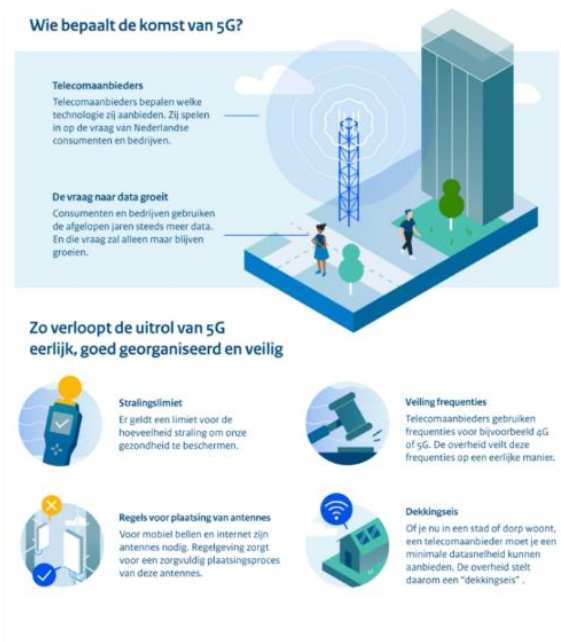 Wie bepaalt de komst van 5G?
Telecomaanbieders
Telecomaanbieders bepalen welke
technologie zij aanbieden. Zij spelen
in op de vraag van Nederlandse
consumenten en bedrijven.
De vraag naar data groeit
Consumenten en bedrijven gebruiken
de afgelopen jaren steeds meer data.
En die vraag zal alleen maar blijven
groeien.
Zo verloopt de uitrol van 5G
eerlijk, goed georganiseerd en veilig
Stralingslimiet
Er geldt een limiet voor de
hoeveelheid straling om onze
gezondheid te beschermen.
Veiling frequenties
Telecomaanbieders gebruiken
frequenties voor bijvoorbeeld 4G
of 5G. De overheid veilt deze
frequenties op een eerlijke manier.
Regels voor plaatsing van antennes
Voor mobiel bellen en internet zijn
antennes nodig. Regelgeving zorgt
voor een zorgvuldig plaatsingsproces
van deze antennes.
Dekkingseis
Of je nu in een stad of dorp woont,
een telecomaanbieder moet je een
minimale datasnelheid kunnen
aanbieden. De overheid stelt
daarom een "dekkingseis" .